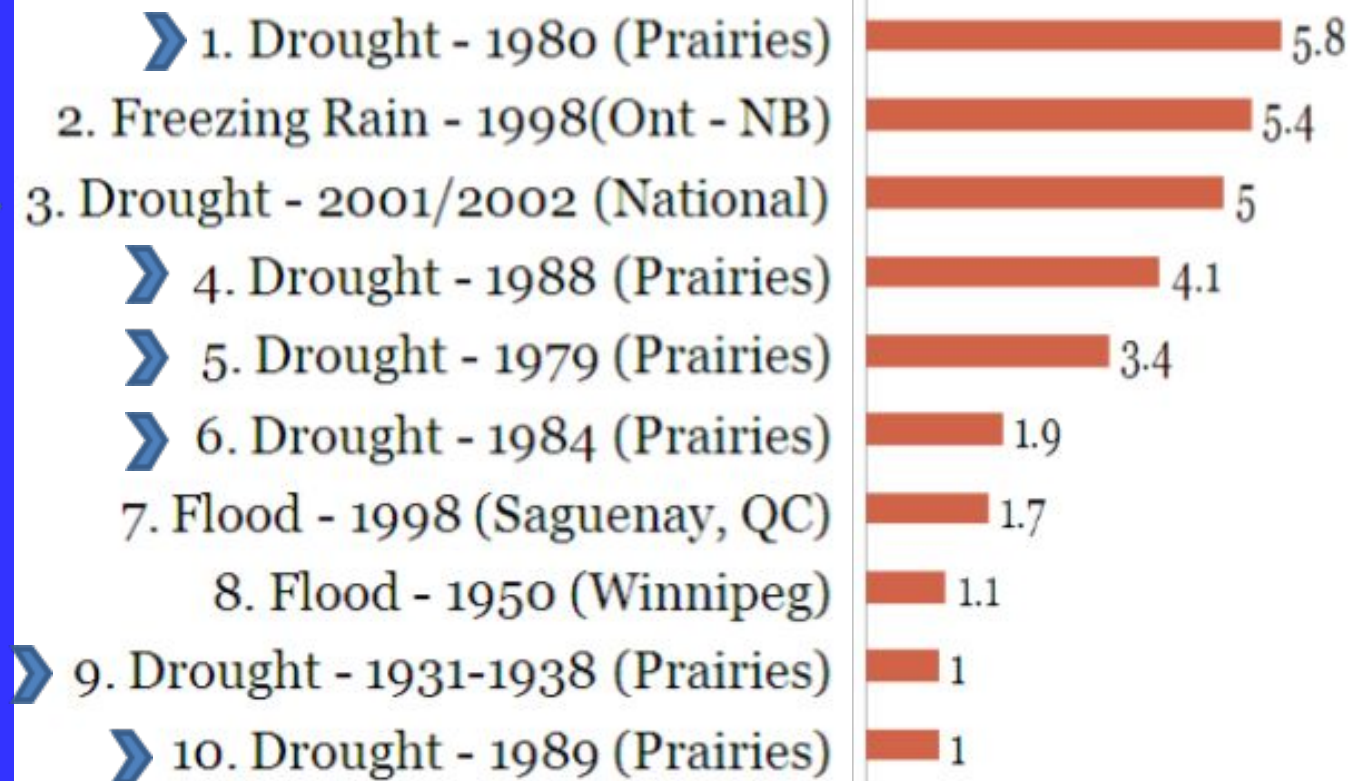 1. Drought - 1980 (Prairies) 5.8
2. Freezing Rain - 1998(Ont - NB) 5.4
3. Drought - 2001/2002 (National) 5
4. Drought - 1988 (Prairies) 4.1
5. Drought - 1979 (Prairies) 3.4
6. Drought - 1984 (Prairies) 1.9
7. Flood - 1998 (Saguenay, QC) 1.7
8. Flood - 1950 (Winnipeg) 1.1
9. Drought - 1931-1938 (Prairies) 1
10. Drought - 1989 (Prairies) 1